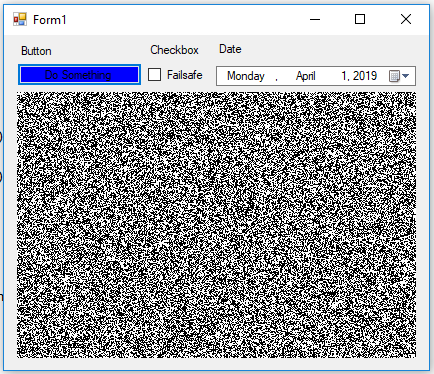 Form1
Button
Checkbox
Date
Do Something
Failsafe
Monday , April 1, 2019